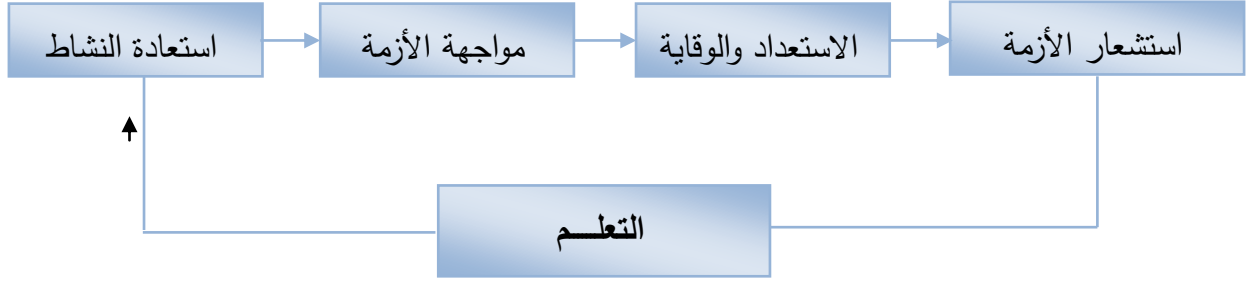 استشعار الأزمة
الاستعداد والوقاية
مواجهة الأزمة
استعادة النشاط
التعلـــم